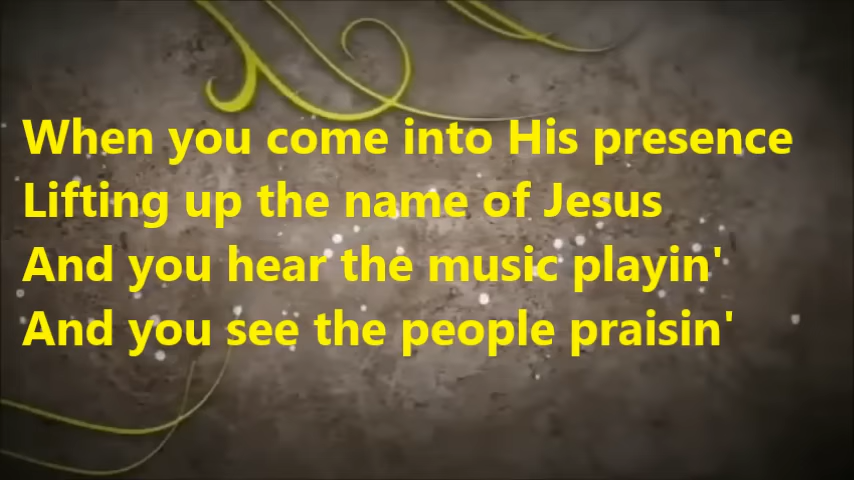 When you come into His presence
Lifting up the name of Jesus
And you hear the music playin'
And you see the people praisin'